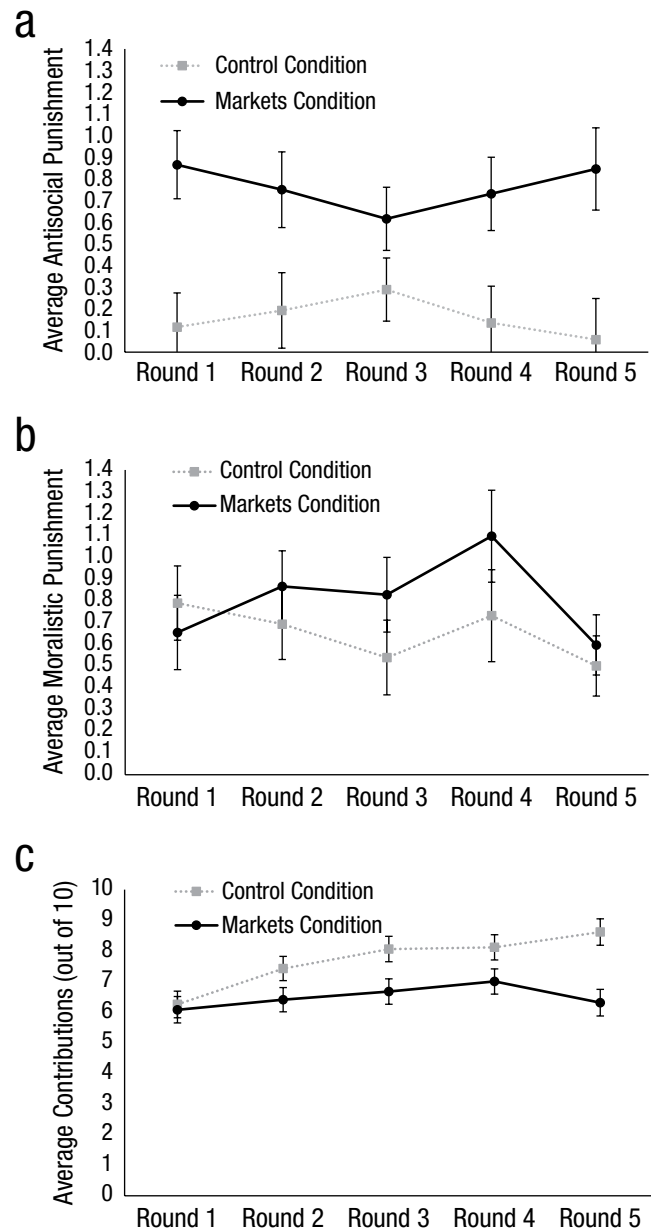 a
Average Antisocial Punishment
1.4
1.3
1.2
1.1
1.0
0.9
0.8
0.7
0.6
0.5
0.4
0.3
0.2
0.1
0.0
Control Condition
Markets Condition
Round 1 Round 2 Round 3 Round 4 Round 5
b
Average Moralistic Punishment
1.4
1.3
1.2
1.1
1.0
0.9
0.8
0.7
0.6
0.5
0.4
0.3
0.2
0.1
0.0
Control Condition
Markets Condition
Round 1 Round 2 Round 3 Round 4 Round 5
c
Average Contributions (out of 10)
10
9
8
7
6
5
4
3
2
1
0
Control Condition
Markets Condition
Round 1 Round 2 Round 3 Round 4 Round 5